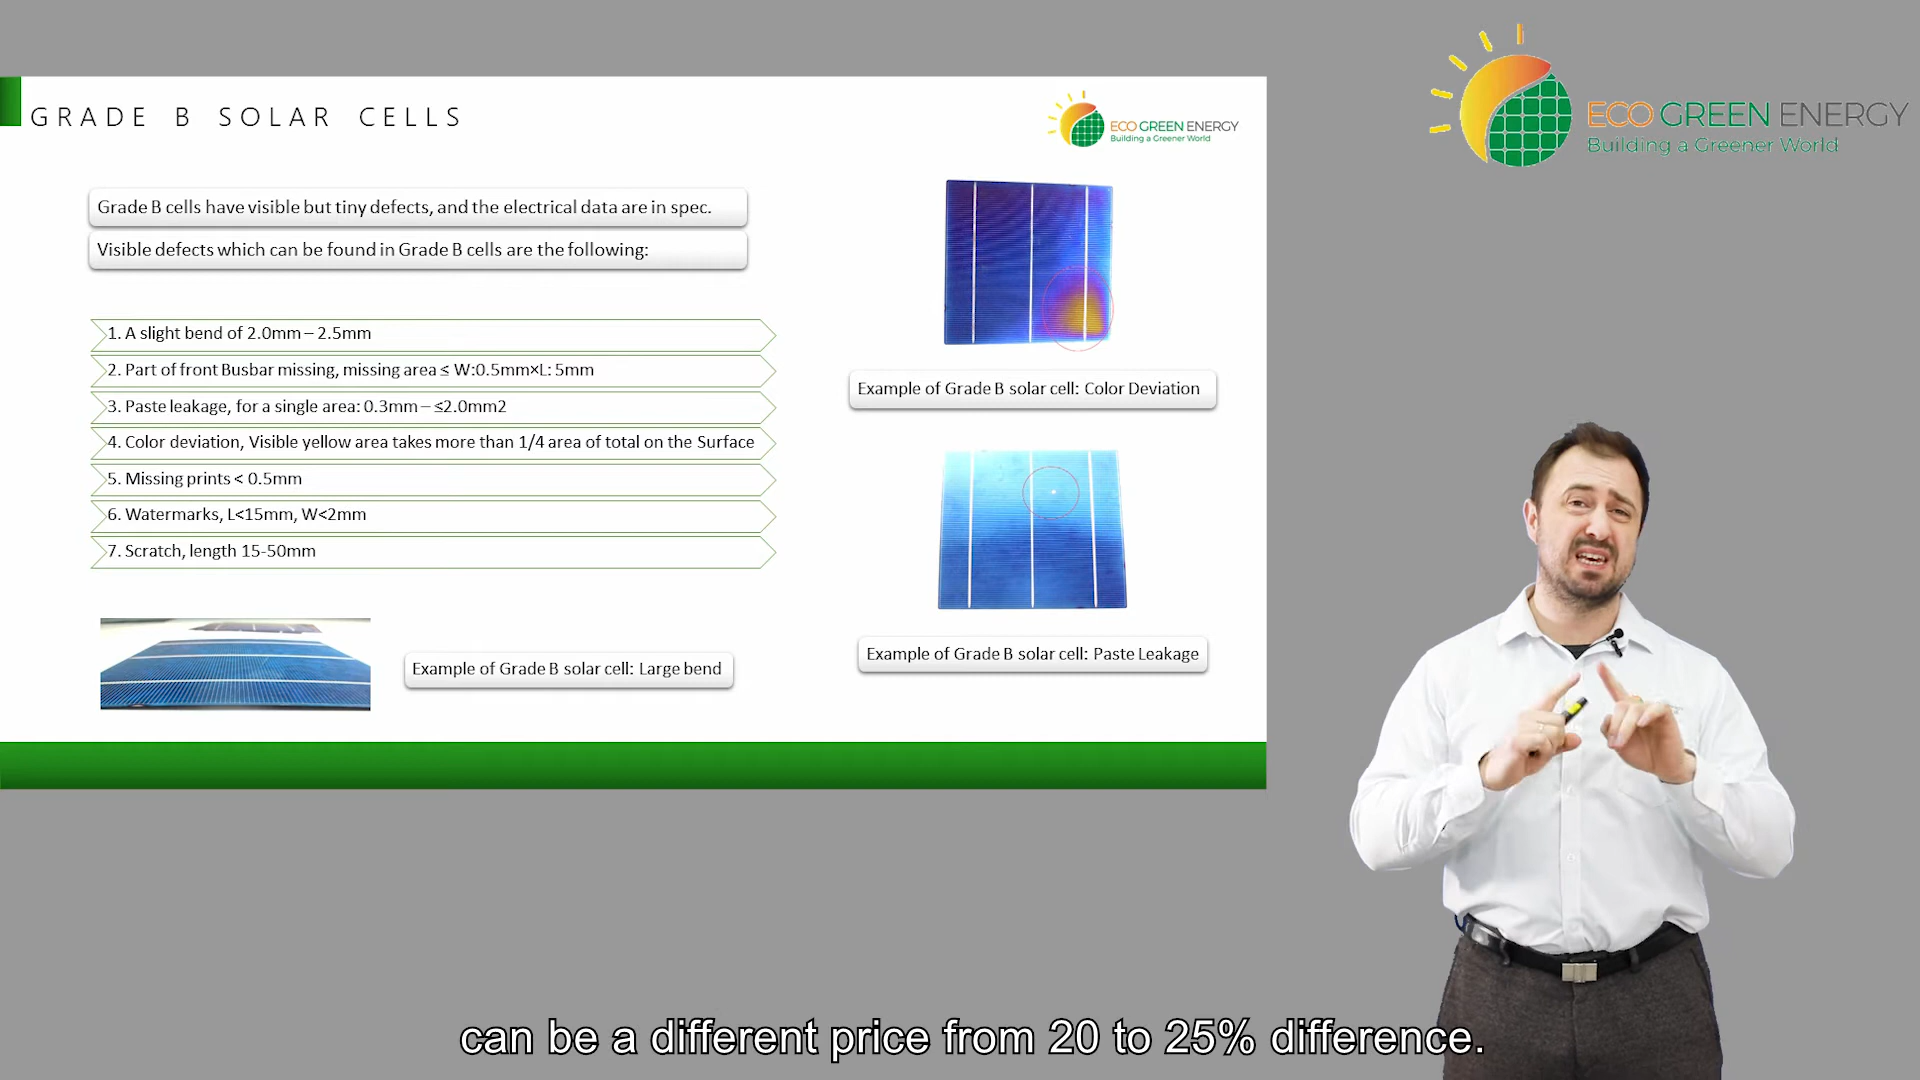 GRADE B SOLAR CELLS
ECO GREEN ENERGY
Building a Greener World
ECO GREEN ENERGY
Building a Greener World
Grade B cells have visible but tiny defects, and the electrical data are in spec.
Visible defects which can be found in Grade B cells are the following:
1. A slight bend of 2.0mm – 2.5mm
2. Part of front Busbar missing, missing area ≤ W:0.5mm×L: 5mm
3. Paste leakage, for a single area: 0.3mm – ≤2.0mm2
4. Color deviation, Visible yellow area takes more than 1/4 area of total on the Surface
5. Missing prints < 0.5mm
6. Watermarks, L<15mm, W<2mm
7. Scratch, length 15-50mm
Example of Grade B solar cell: Color Deviation
Example of Grade B solar cell: Paste Leakage
Example of Grade B solar cell: Large bend
can be a different price from 20 to 25% difference.